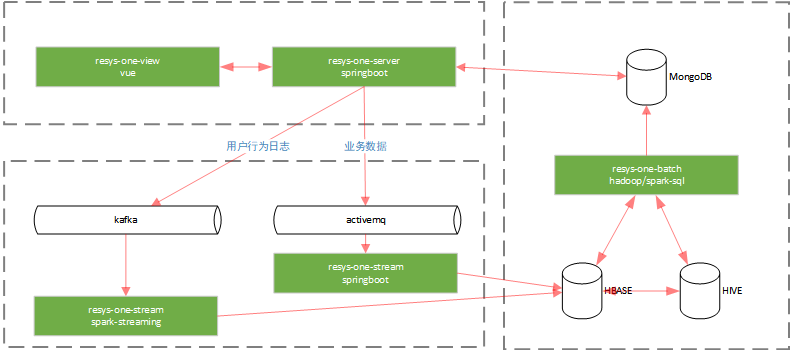 resys-one-view
vue
resys-one-server
springboot
MongoDB
用户行为日志
业务数据
resys-one-batch
hadoop/spark-sql
kafka
activemq
resys-one-stream
springboot
HBASE
HIVE
resys-one-stream
spark-streaming